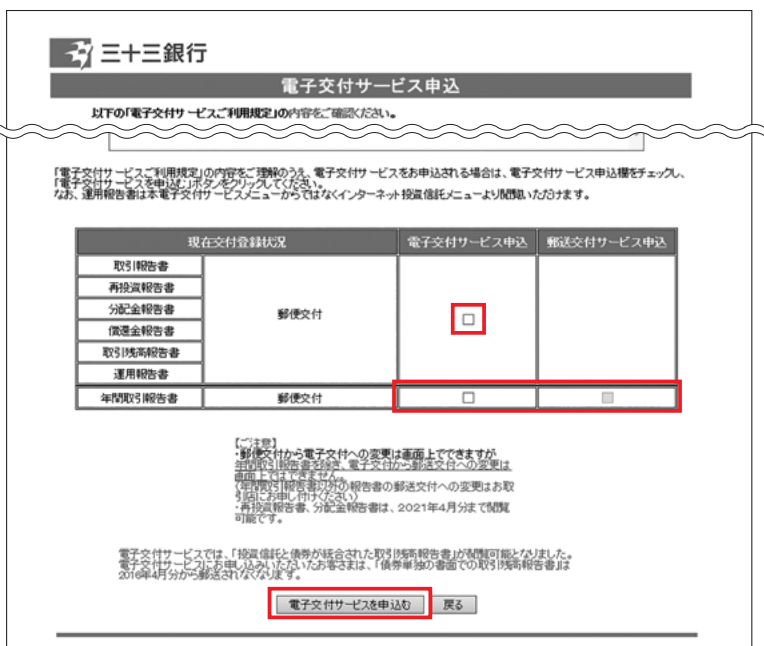 三十三銀行
電子交付サービス申込
以下の「電子交付サービスご利用規定」の内容をご確認ください。
「電子交付サービスご利用規定」の内容をご理解のうえ、電子交付サービスをお申込される場合は、電子交付サービス申込欄をチェックし、
「電子交付サービスを申込む」ボタンをクリックしてください。
なお、運用報告書は本電子交付サービスメニューからではなくインターネット投資信託メニューより閲覧いただけます。
現在交付登録状況 電子交付サービス申込 郵送交付サービス申込
取引報告書
再投資報告書
分配金報告書 郵便交付
償還金報告書
取引残高報告書
運用報告書
年間取引報告書 郵便交付
【ご注意】
・郵便交付から電子交付への変更は画面上でできますが
年間取引報告書を除き、電子交付から郵送交付への変更は
画面上ではできません。
(年間取引報告書以外の報告書の郵送交付への変更はお取
引店にお申し付けください)
・再投資報告書、分配金報告書は、2021年4月分まで閲覧
可能です。
電子交付サービスでは、「投資信託と債券が統合された取引残高報告書」が閲覧可能となりました。
電子交付サービスにお申し込みいただいたお客さまは、「債券単独の書面での取引残高報告書」は
2016年4月分から郵送されなくなります。
電子交付サービスを申込む 戻る